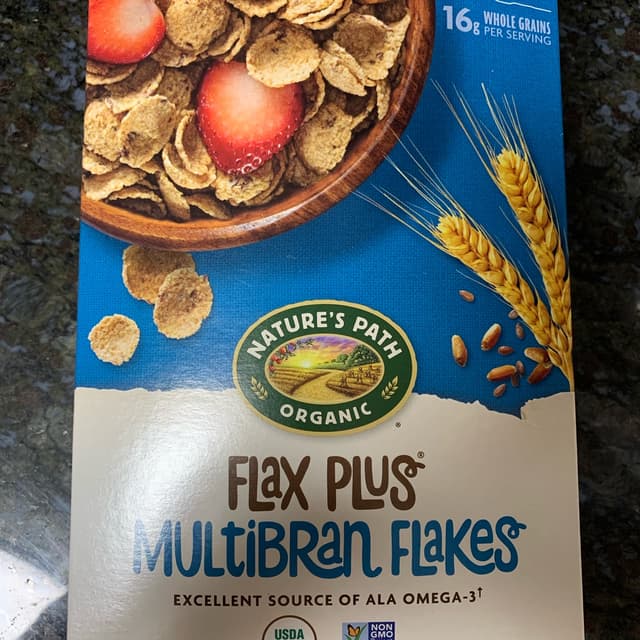 16g WHOLE GRAINS
PER SERVING
NATURE'S PATH
ORGANIC
®
FLAX PLUS®
MULTIBRAN FLAKES
EXCELLENT SOURCE OF ALA OMEGA-3†
USDA
NON
GMO